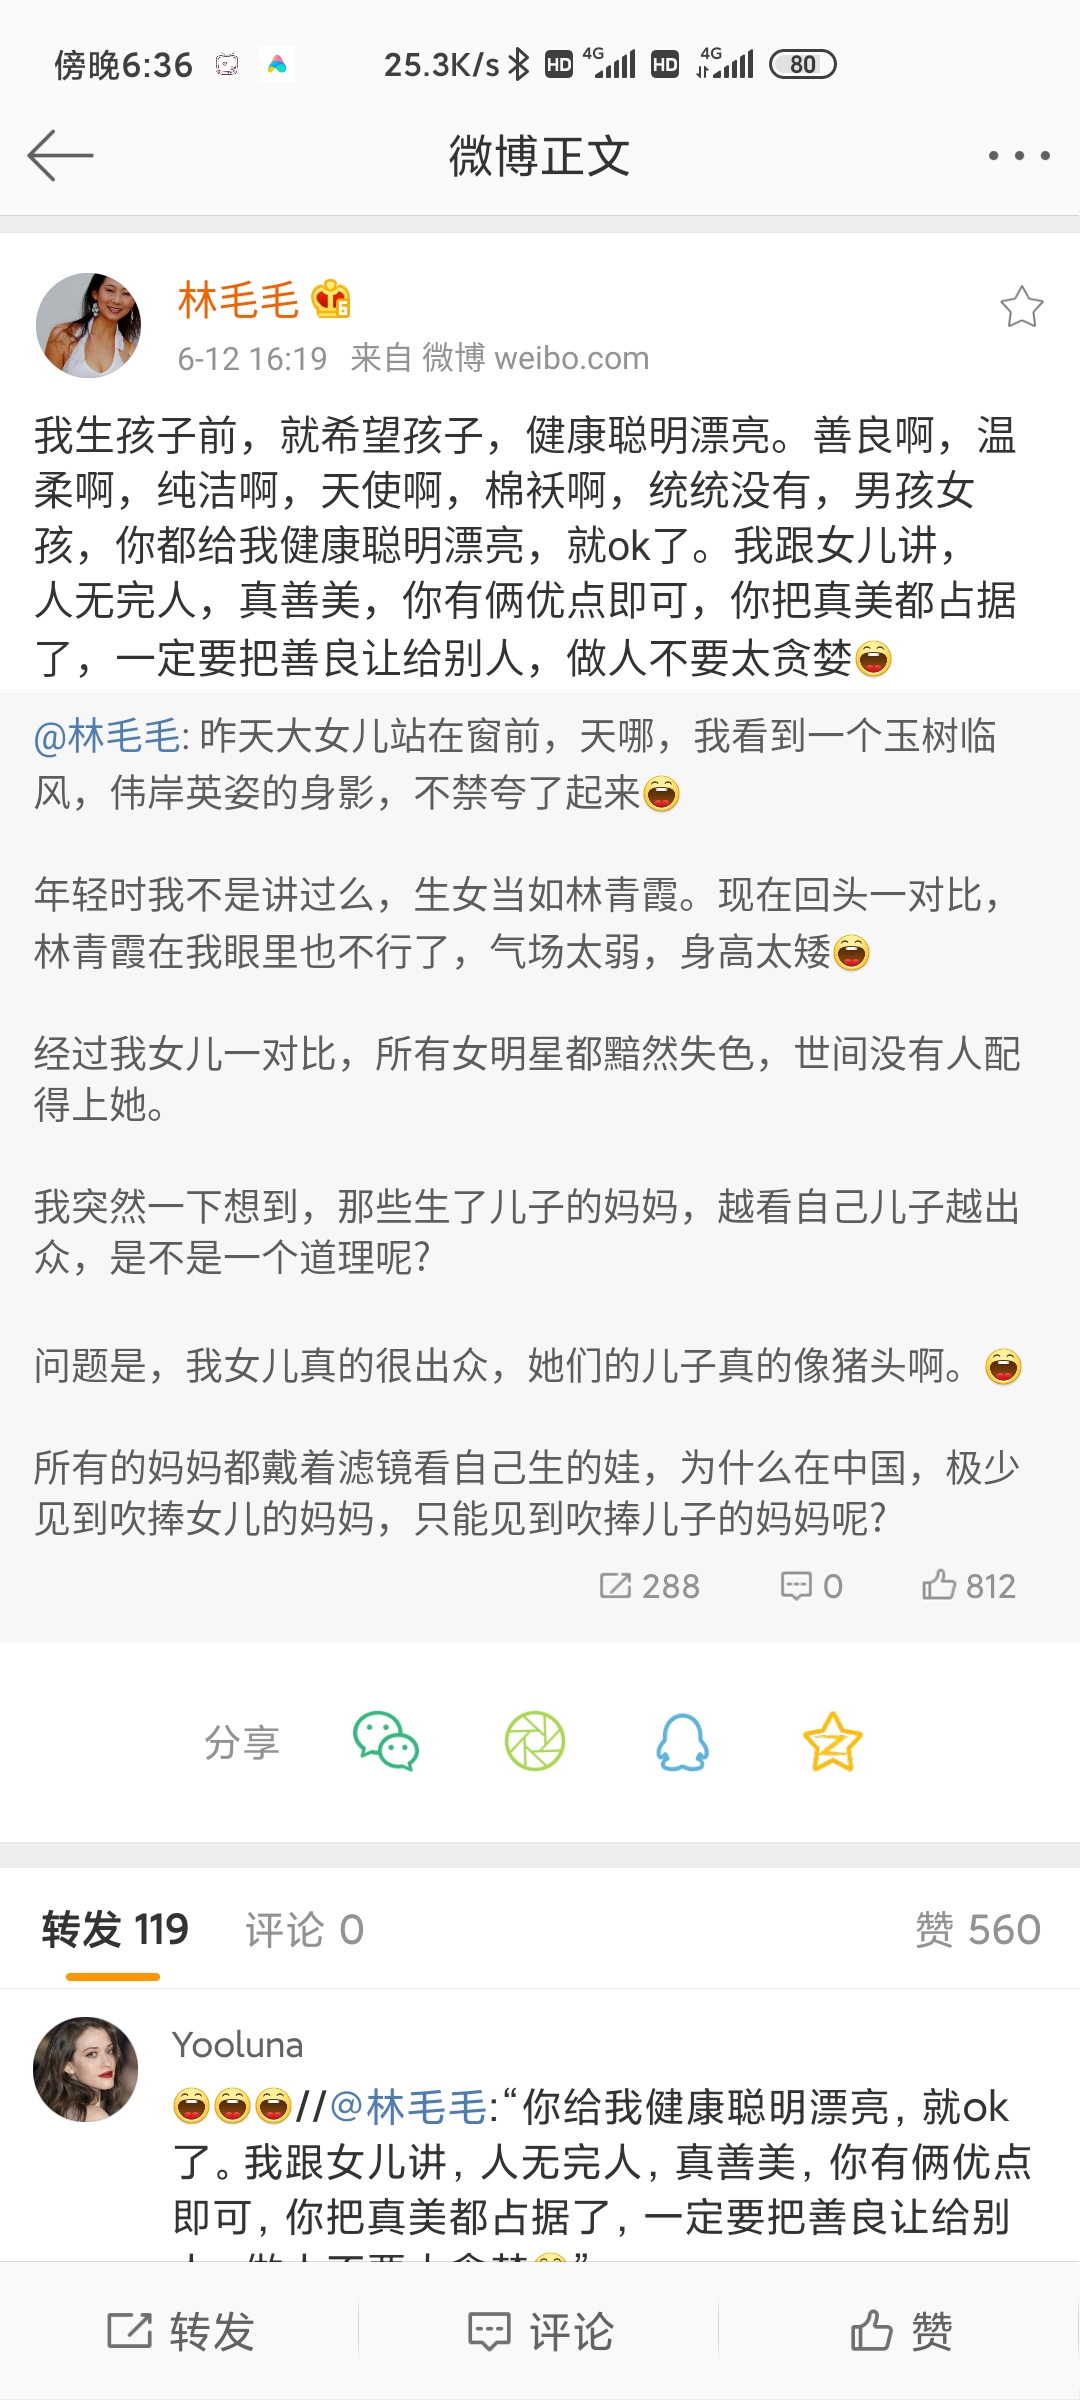 傍晚6:36 25.3K/s HD 4G HD 4G 80
微博正文
林毛毛 6
6-12 16:19 来自 微博 weibo.com
我生孩子前，就希望孩子，健康聪明漂亮。善良啊，温
柔啊，纯洁啊，天使啊，棉袄啊，统统没有，男孩女
孩，你都给我健康聪明漂亮，就ok了。我跟女儿讲，
人无完人，真善美，你有俩优点即可，你把真美都占据
了，一定要把善良让给别人，做人不要太贪婪😄
@林毛毛: 昨天大女儿站在窗前，天哪，我看到一个玉树临
风，伟岸英姿的身影，不禁夸了起来😄
年轻时我不是讲过么，生女当如林青霞。现在回头一对比，
林青霞在我眼里也不行了，气场太弱，身高太矮😄
经过我女儿一对比，所有女明星都黯然失色，世间没有人配
得上她。
我突然一下想到，那些生了儿子的妈妈，越看自己儿子越出
众，是不是一个道理呢?
问题是，我女儿真的很出众，她们的儿子真的像猪头啊。😄
所有的妈妈都戴着滤镜看自己生的娃，为什么在中国，极少
见到吹捧女儿的妈妈，只能见到吹捧儿子的妈妈呢?
288 0 812
分享
转发 119 评论 0 赞 560
Yooluna
😄😄😄//@林毛毛:“你给我健康聪明漂亮，就ok
了。我跟女儿讲，人无完人，真善美，你有俩优点
即可，你把真美都占据了，一定要把善良让给别
转发 评论 赞